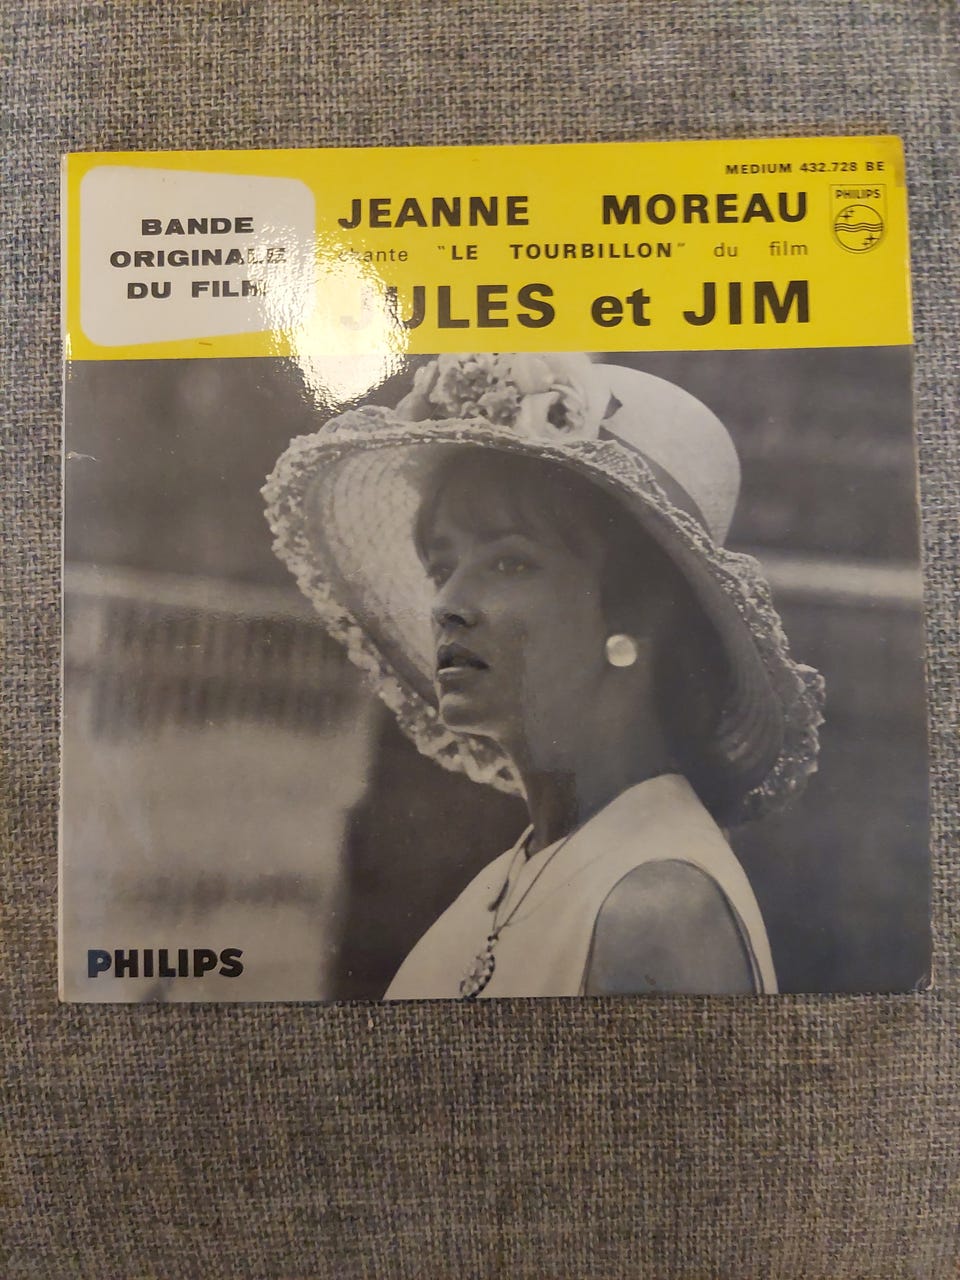 MEDIUM 432.728 BE
PHILIPS
BANDE
ORIGINALE
DU FILM
JEANNE MOREAU
chante "LE TOURBILLON" du film
JULES et JIM
PHILIPS